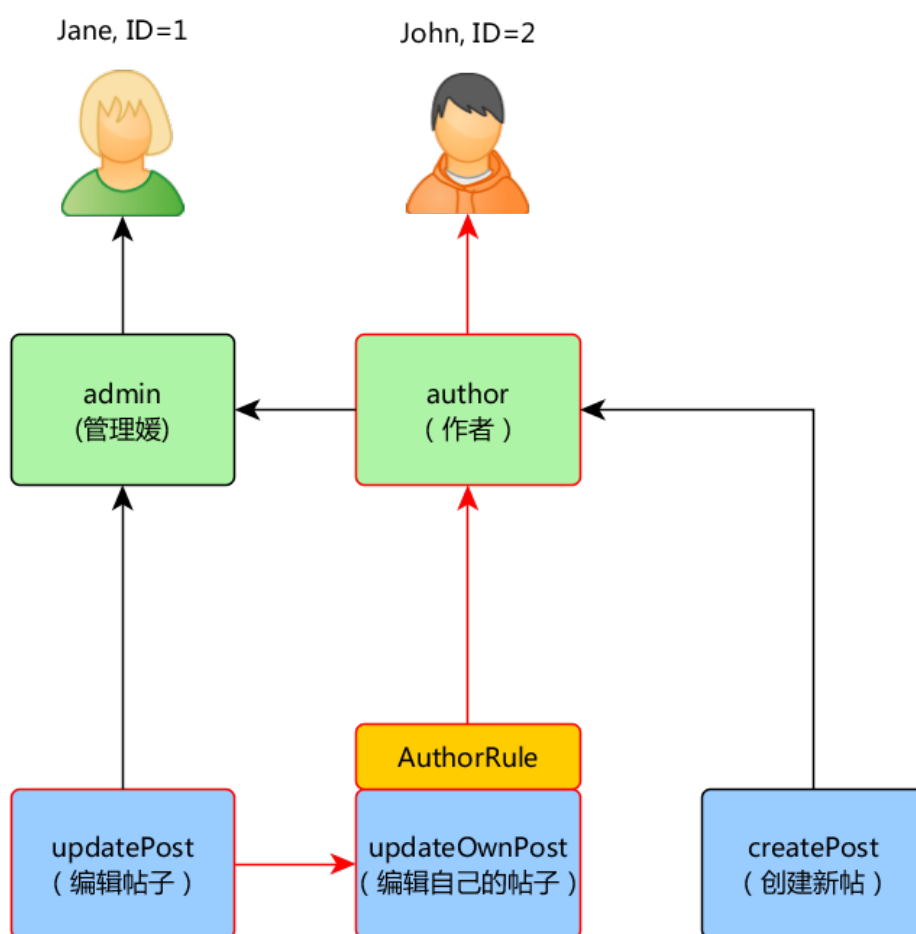 Jane, ID=1
John, ID=2
admin
(管理媛)
author
（作者）
AuthorRule
updatePost
（编辑帖子）
updateOwnPost
（编辑自己的帖子）
createPost
（创建新帖）